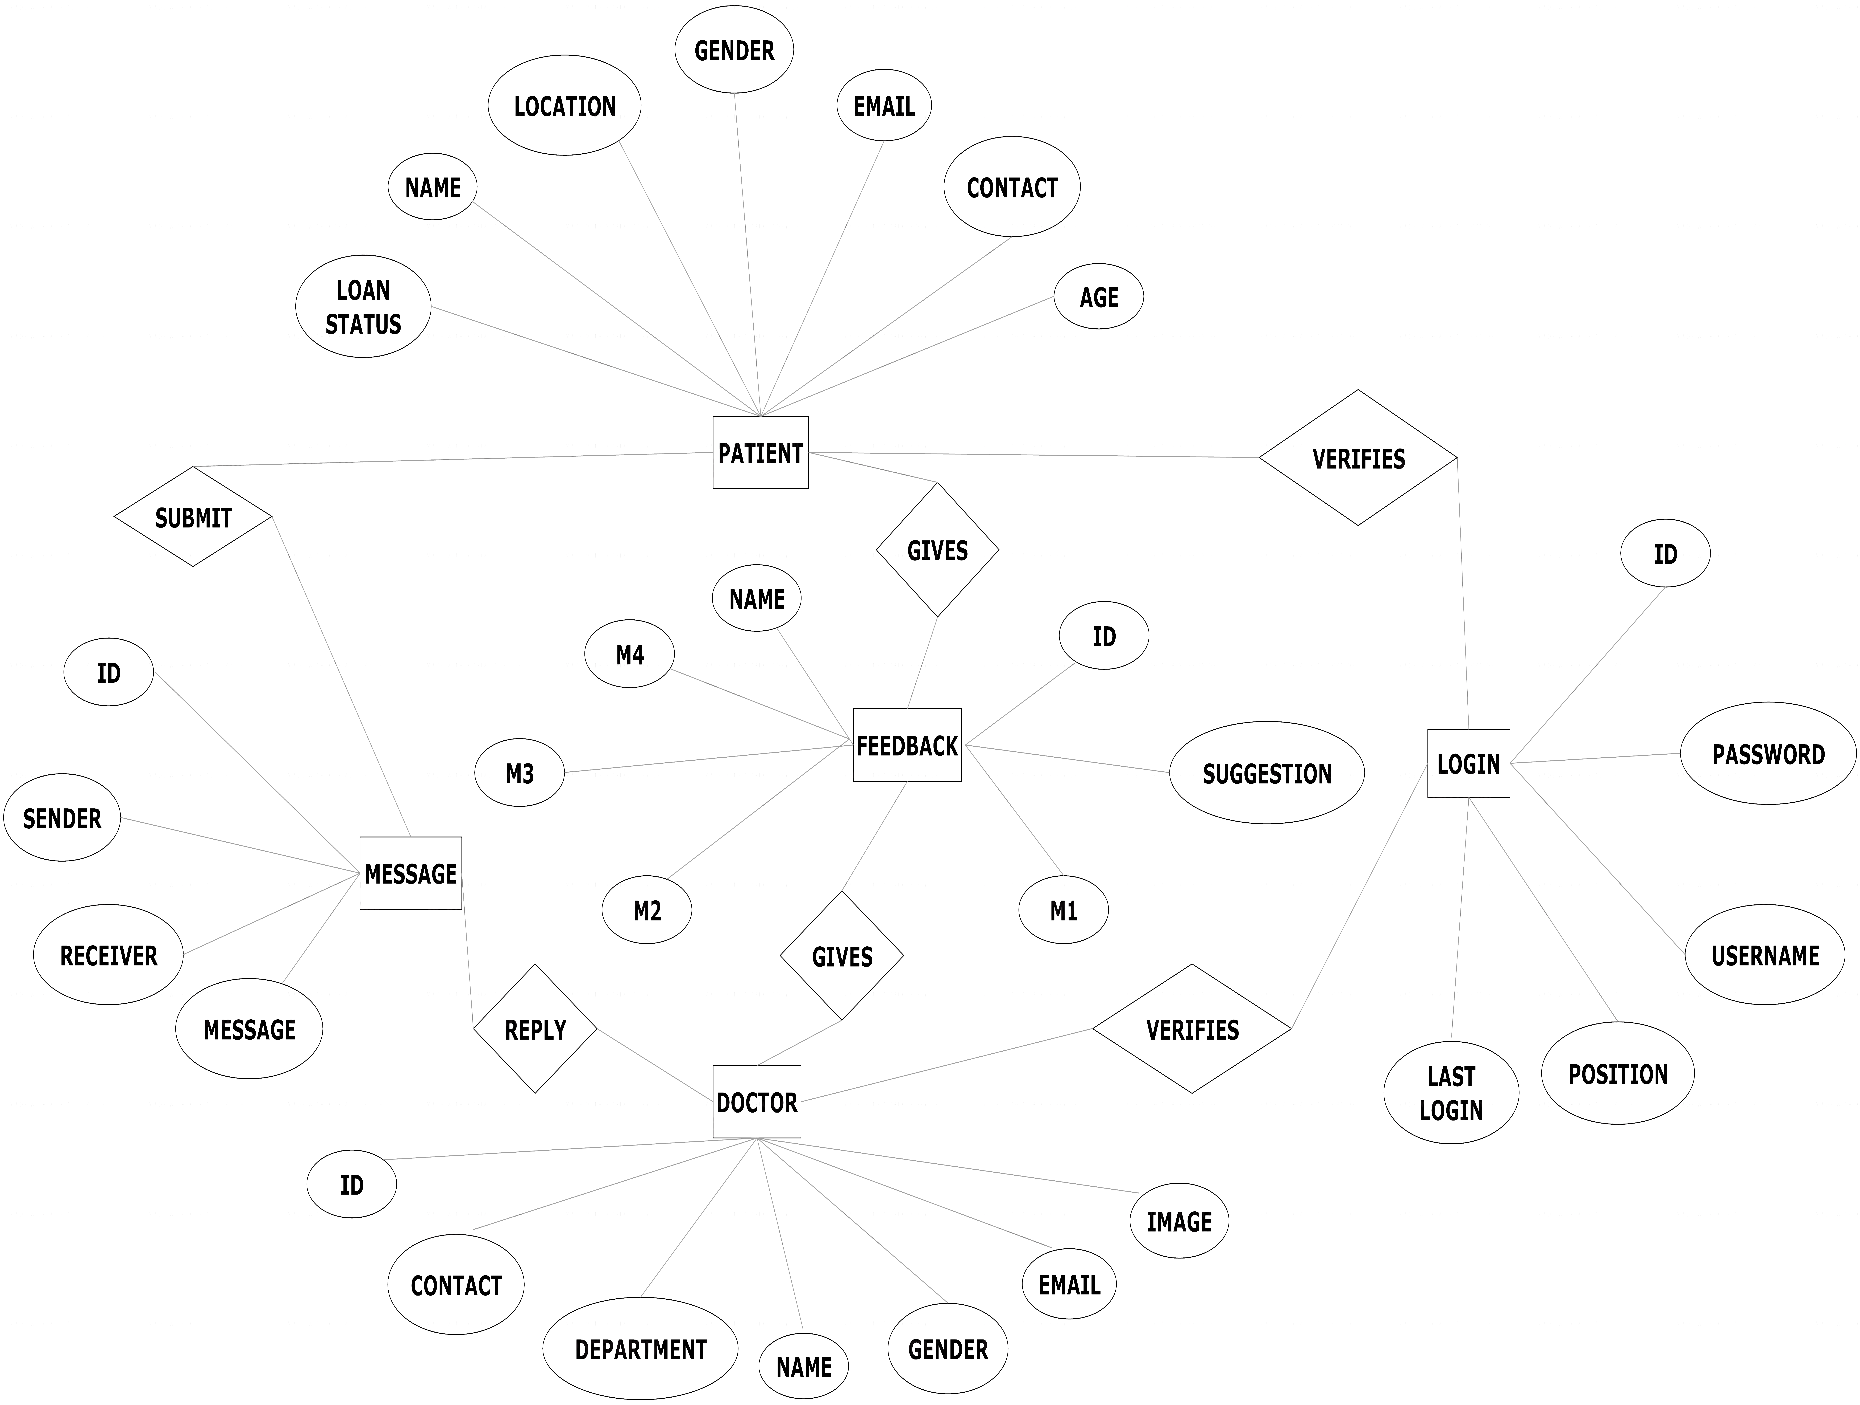 GENDER
LOCATION
EMAIL
NAME
CONTACT
LOAN
STATUS
AGE
PATIENT
VERIFIES
SUBMIT
GIVES
ID
NAME
ID
M4
ID
FEEDBACK
SUGGESTION
M3
LOGIN
PASSWORD
SENDER
MESSAGE
M2
M1
RECEIVER
GIVES
USERNAME
MESSAGE
REPLY
VERIFIES
DOCTOR
LAST
LOGIN
POSITION
ID
IMAGE
CONTACT
EMAIL
DEPARTMENT
NAME
GENDER